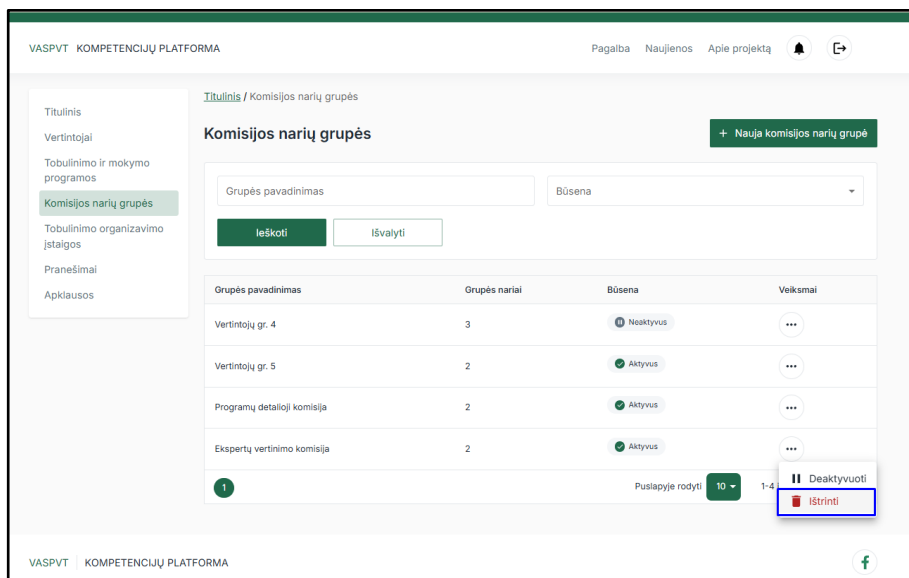 VASPVT KOMPETENCIJŲ PLATFORMA
Pagalba Naujienos Apie projektą
Titulinis
Vertintojai
Tobulinimo ir mokymo
programos
Komisijos narių grupės
Tobulinimo organizavimo
įstaigos
Pranešimai
Apklausos
Titulinis / Komisijos narių grupės
Komisijos narių grupės
+ Nauja komisijos narių grupė
Grupės pavadinimas
Būsena
Ieškoti
Išvalyti
Grupės pavadinimas Grupės nariai Būsena Veiksmai
Vertintojų gr. 4 3 Neaktyvus
Vertintojų gr. 5 2 Aktyvus
Programų detalioji komisija 2 Aktyvus
Ekspertų vertinimo komisija 2 Aktyvus
1 Puslapyje rodyti 10 1-4
Deaktyvuoti
Ištrinti
VASPVT KOMPETENCIJŲ PLATFORMA